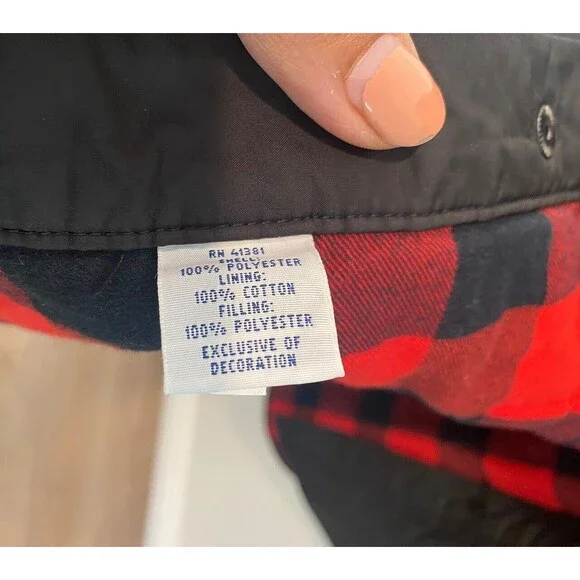 RN 41381
SHELL:
100% POLYESTER
LINING:
100% COTTON
FILLING:
100% POLYESTER
EXCLUSIVE OF
DECORATION